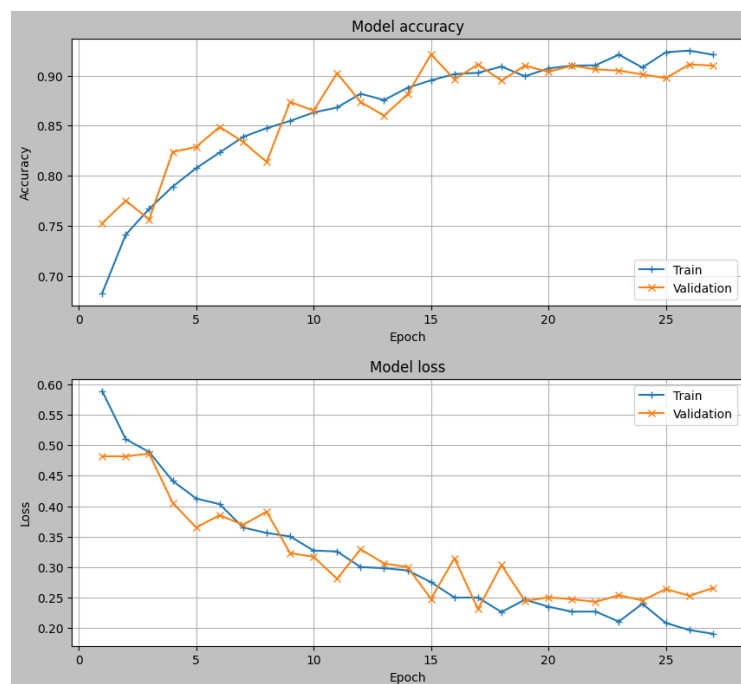 Model accuracy
Accuracy
0.90
0.85
0.80
0.75
0.70
Train
Validation
0 5 10 15 20 25
Epoch
Model loss
Loss
0.60
0.55
0.50
0.45
0.40
0.35
0.30
0.25
0.20
Train
Validation
0 5 10 15 20 25
Epoch